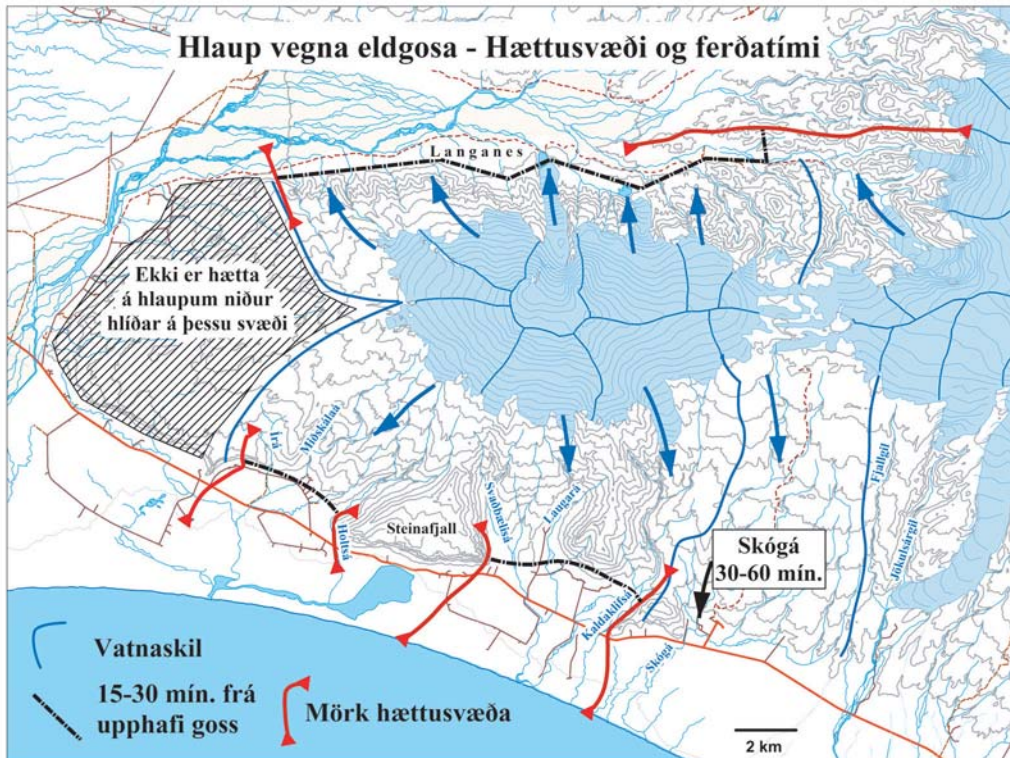 Hlaup vegna eldgosa - Hættusvæði og ferðatími
Langanes
Ekki er hætta
á hlaupum niður
hlíðar á þessu svæði
Írá
Miðskálaá
Holtsá
Steinafjall
Svaðbælisá
Laugará
Kaldaklifsá
Skógá
Skógá
30-60 mín.
Fjallgil
Jökulsárgil
Vatnaskil
15-30 mín. frá
upphafi goss
Mörk hættusvæða
2 km